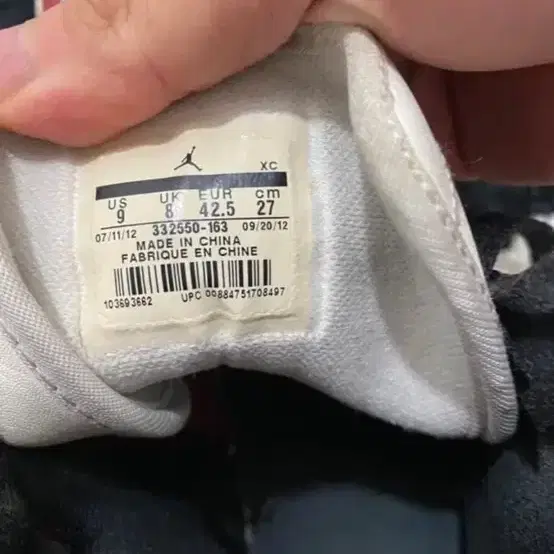 XC
US UK EUR cm
9 8 42.5 27
07/11/12 332550-163 09/20/12
MADE IN CHINA
FABRIQUE EN CHINE
103693662 UPC 00884751708497